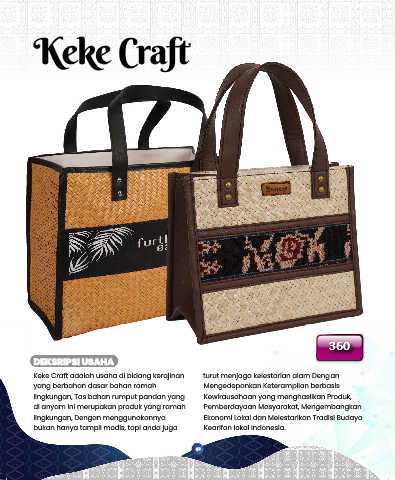 Keke Craft
furt
360
DEKSRIPSI USAHA
Keke Craft adalah usaha di bidang kerajinan
yang berbahan dasar bahan ramah
lingkungan, Tas bahan rumput pandan yang
di anyam ini merupakan produk yang ramah
lingkungan, Dengan menggunakannya
bukan hanya tampil modis, tapi anda juga
turut menjaga kelestarian alam Dengan
Mengedepankan Keterampilan berbasis
Kewirausahaan yang menghasilkan Produk,
Pemberdayaan Masyarakat, Mengembangkan
Ekonomi Lokal dan Melestarikan Tradisi Budaya
Kearifan lokal Indonesia.